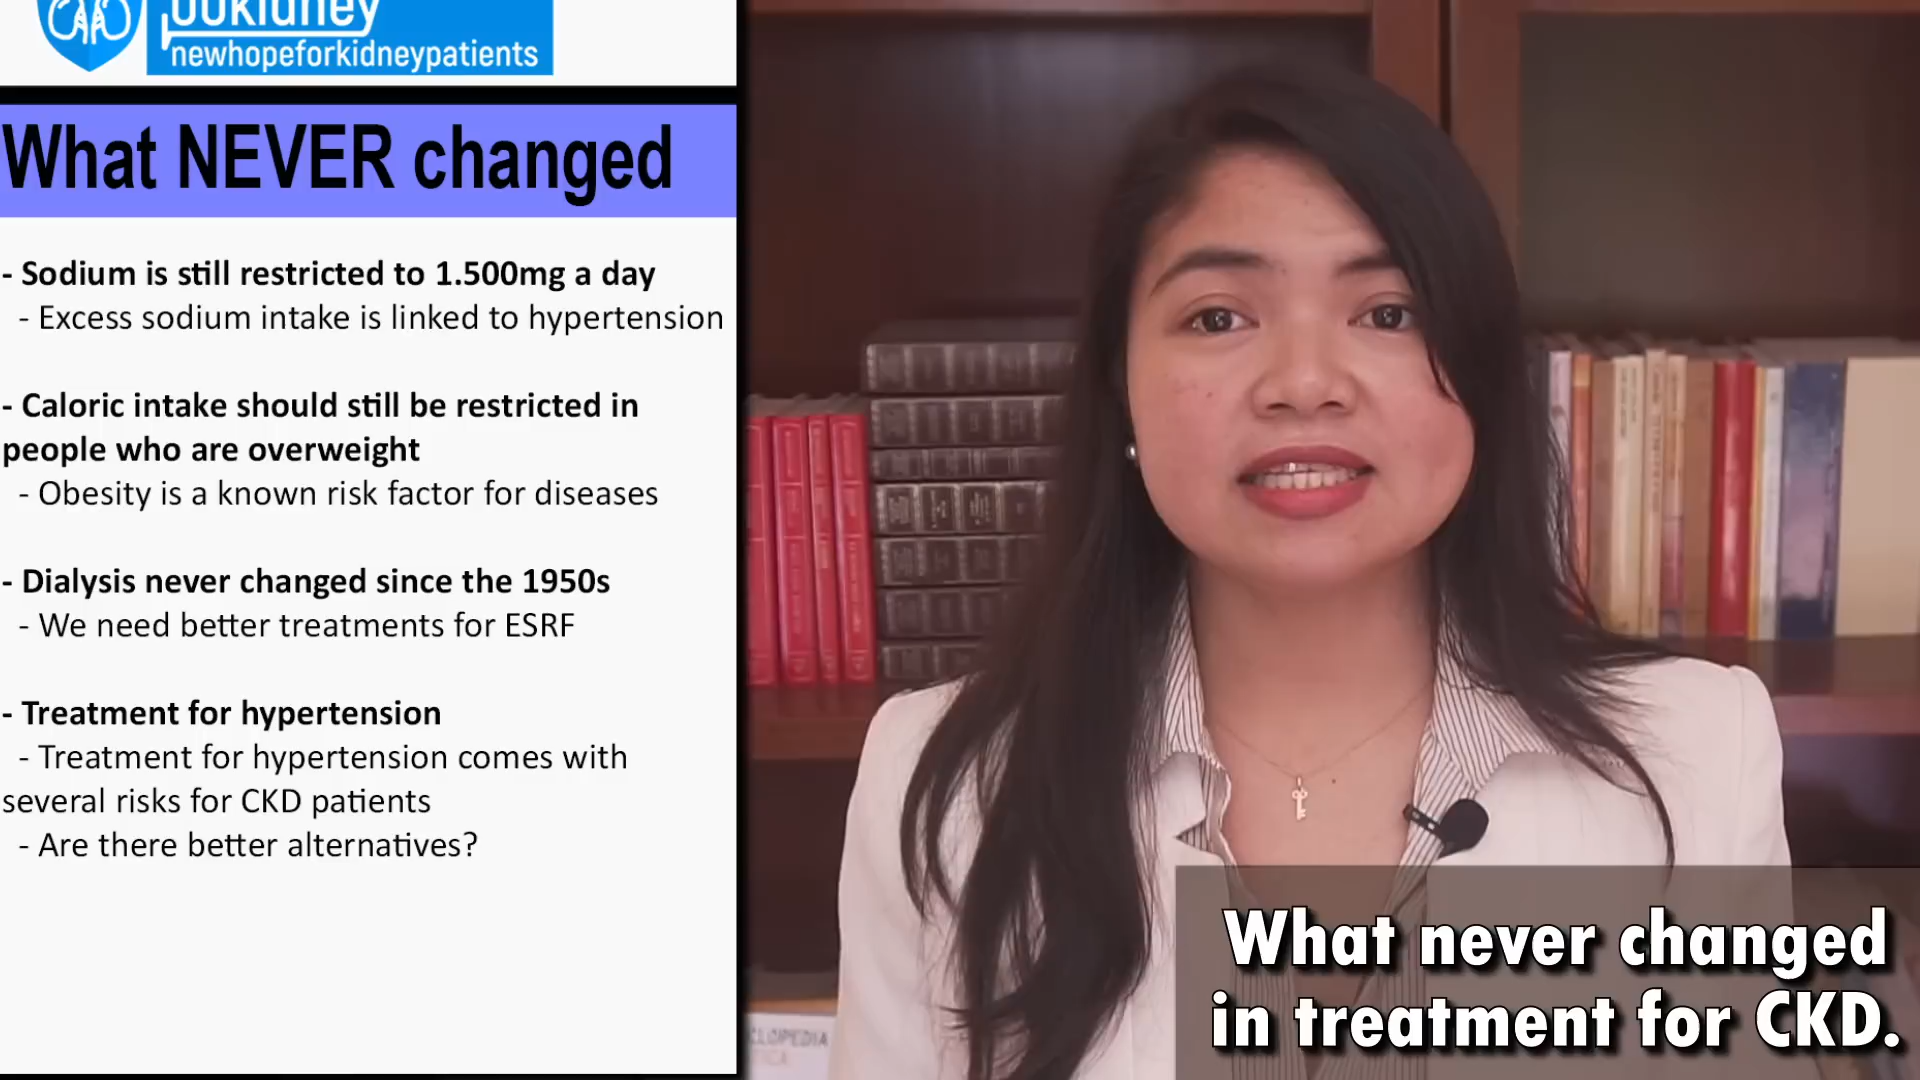 newhopeforkidneypatients
What NEVER changed
- Sodium is still restricted to 1.500mg a day
- Excess sodium intake is linked to hypertension
- Caloric intake should still be restricted in
people who are overweight
- Obesity is a known risk factor for diseases
- Dialysis never changed since the 1950s
- We need better treatments for ESRF
- Treatment for hypertension
- Treatment for hypertension comes with
several risks for CKD patients
- Are there better alternatives?
What never changed
in treatment for CKD.